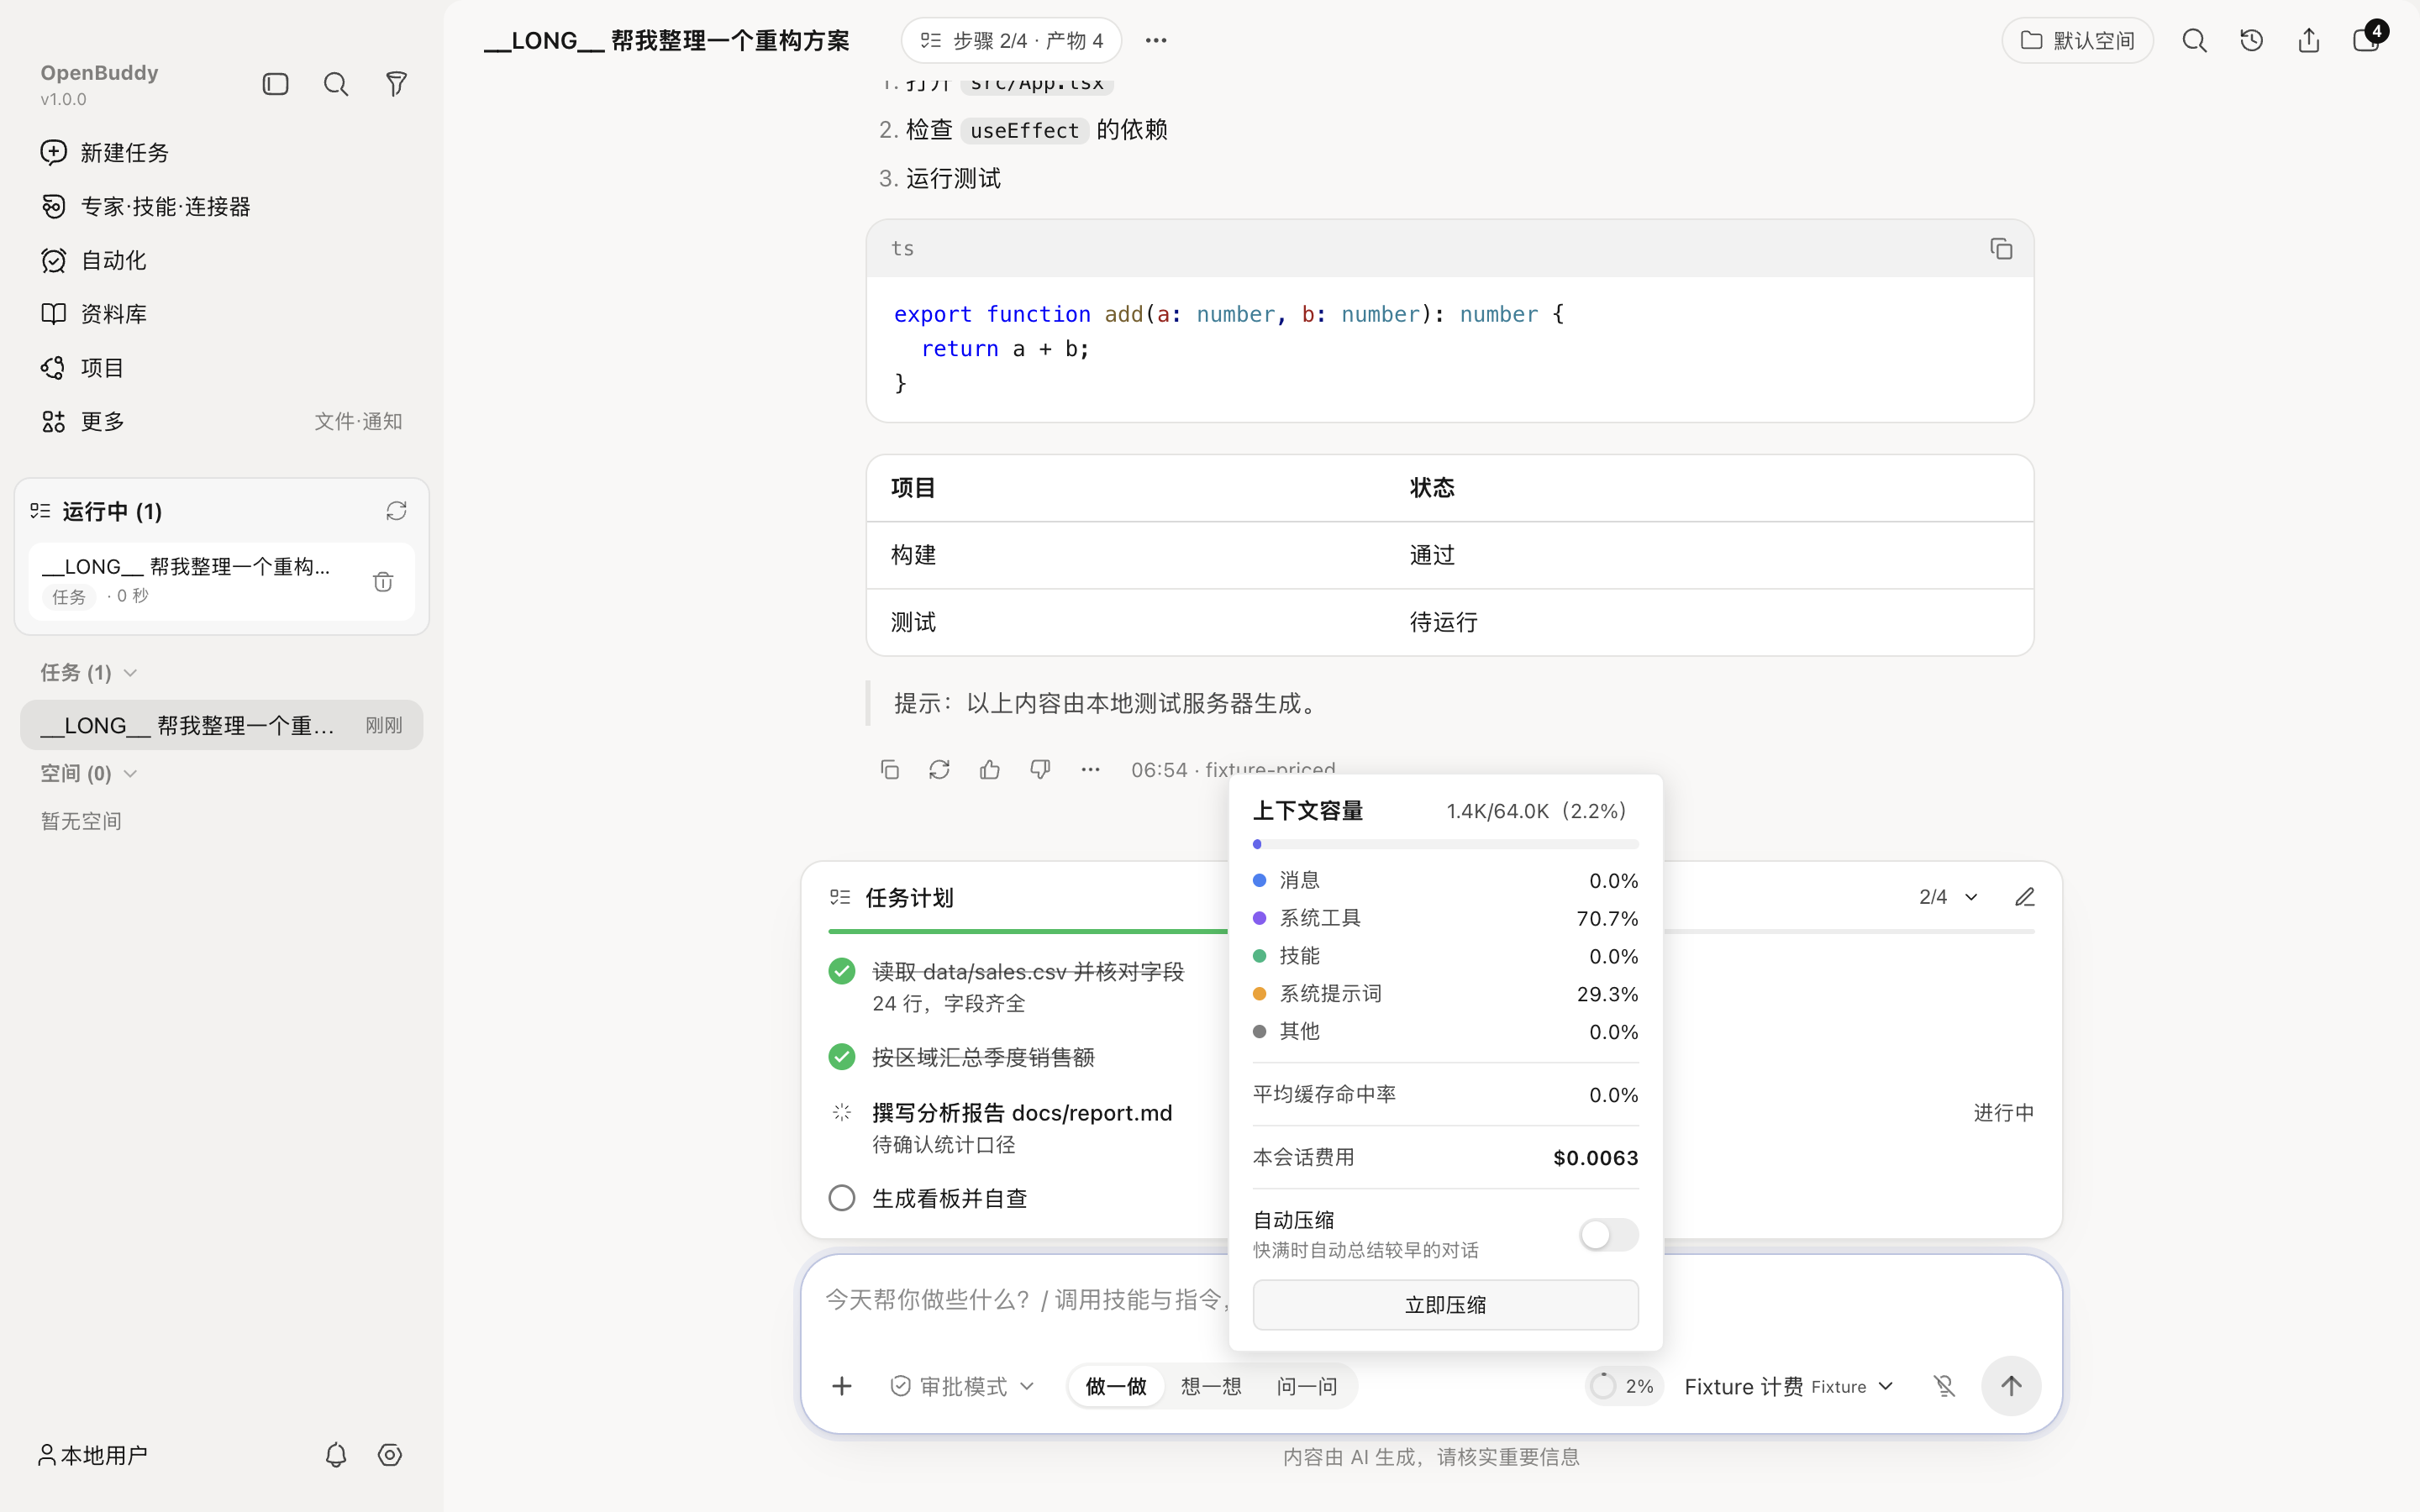 OpenBuddy
v1.0.0
新建任务
专家·技能·连接器
自动化
资料库
项目
更多
文件·通知
运行中 (1)
__LONG__ 帮我整理一个重构...
任务 · 0 秒
任务 (1)
__LONG__ 帮我整理一个重... 刚刚
空间 (0)
暂无空间
本地用户
__LONG__ 帮我整理一个重构方案
步骤 2/4 · 产物 4
默认空间
4
1. 打开 src/App.tsx
2. 检查 useEffect 的依赖
3. 运行测试
ts
export function add(a: number, b: number): number {
return a + b;
}
项目 状态
构建 通过
测试 待运行
提示：以上内容由本地测试服务器生成。
06:54 · fixture-priced
任务计划
2/4
读取 data/sales.csv 并核对字段
24 行，字段齐全
按区域汇总季度销售额
撰写分析报告 docs/report.md
进行中
待确认统计口径
生成看板并自查
上下文容量 1.4K/64.0K（2.2%）
消息 0.0%
系统工具 70.7%
技能 0.0%
系统提示词 29.3%
其他 0.0%
平均缓存命中率 0.0%
本会话费用 $0.0063
自动压缩
快满时自动总结较早的对话
立即压缩
今天帮你做些什么？/ 调用技能与指令，
审批模式
做一做 想一想 问一问
2%
Fixture 计费 Fixture
内容由 AI 生成，请核实重要信息